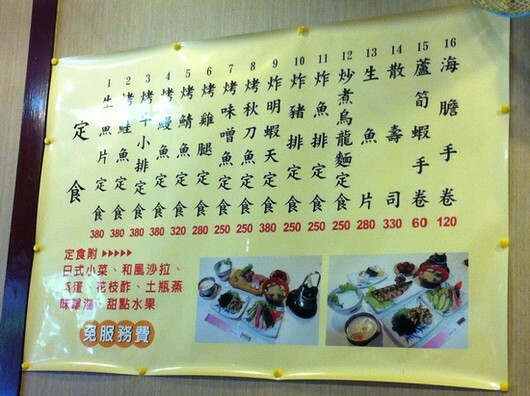 定食
1 生魚片定食 380
2 烤鮭魚定食 380
3 烤牛小排定食 380
4 烤鰻魚定食 380
5 烤鯖魚定食 320
6 烤雞腿定食 280
7 烤味噌魚定食 250
8 烤秋刀魚定食 250
9 炸明蝦天定食 380
10 炸豬排定食 280
11 炸魚排定食 250
12 炒煮烏龍麵定食 250
13 生魚片 280
14 散壽司 330
15 蘆筍蝦手卷 60
16 海膽手卷 120
定食附 ▶▶▶▶▶
日式小菜、和風沙拉、
蛋、花枝酢、土瓶蒸
味噌湯、甜點水果
免服務費